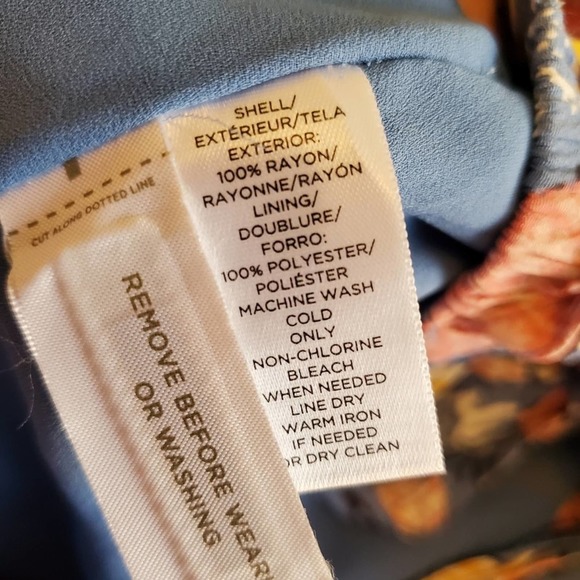 SHELL/
EXTÉRIEUR/TELA
EXTERIOR:
100% RAYON/
RAYONNE/RAYÓN
LINING/
DOUBLURE/
FORRO:
100% POLYESTER/
POLIÉSTER
MACHINE WASH
COLD
ONLY
NON-CHLORINE
BLEACH
WHEN NEEDED
LINE DRY
WARM IRON
IF NEEDED
OR DRY CLEAN
CUT ALONG DOTTED LINE
REMOVE BEFORE WEARI
OR WASHING